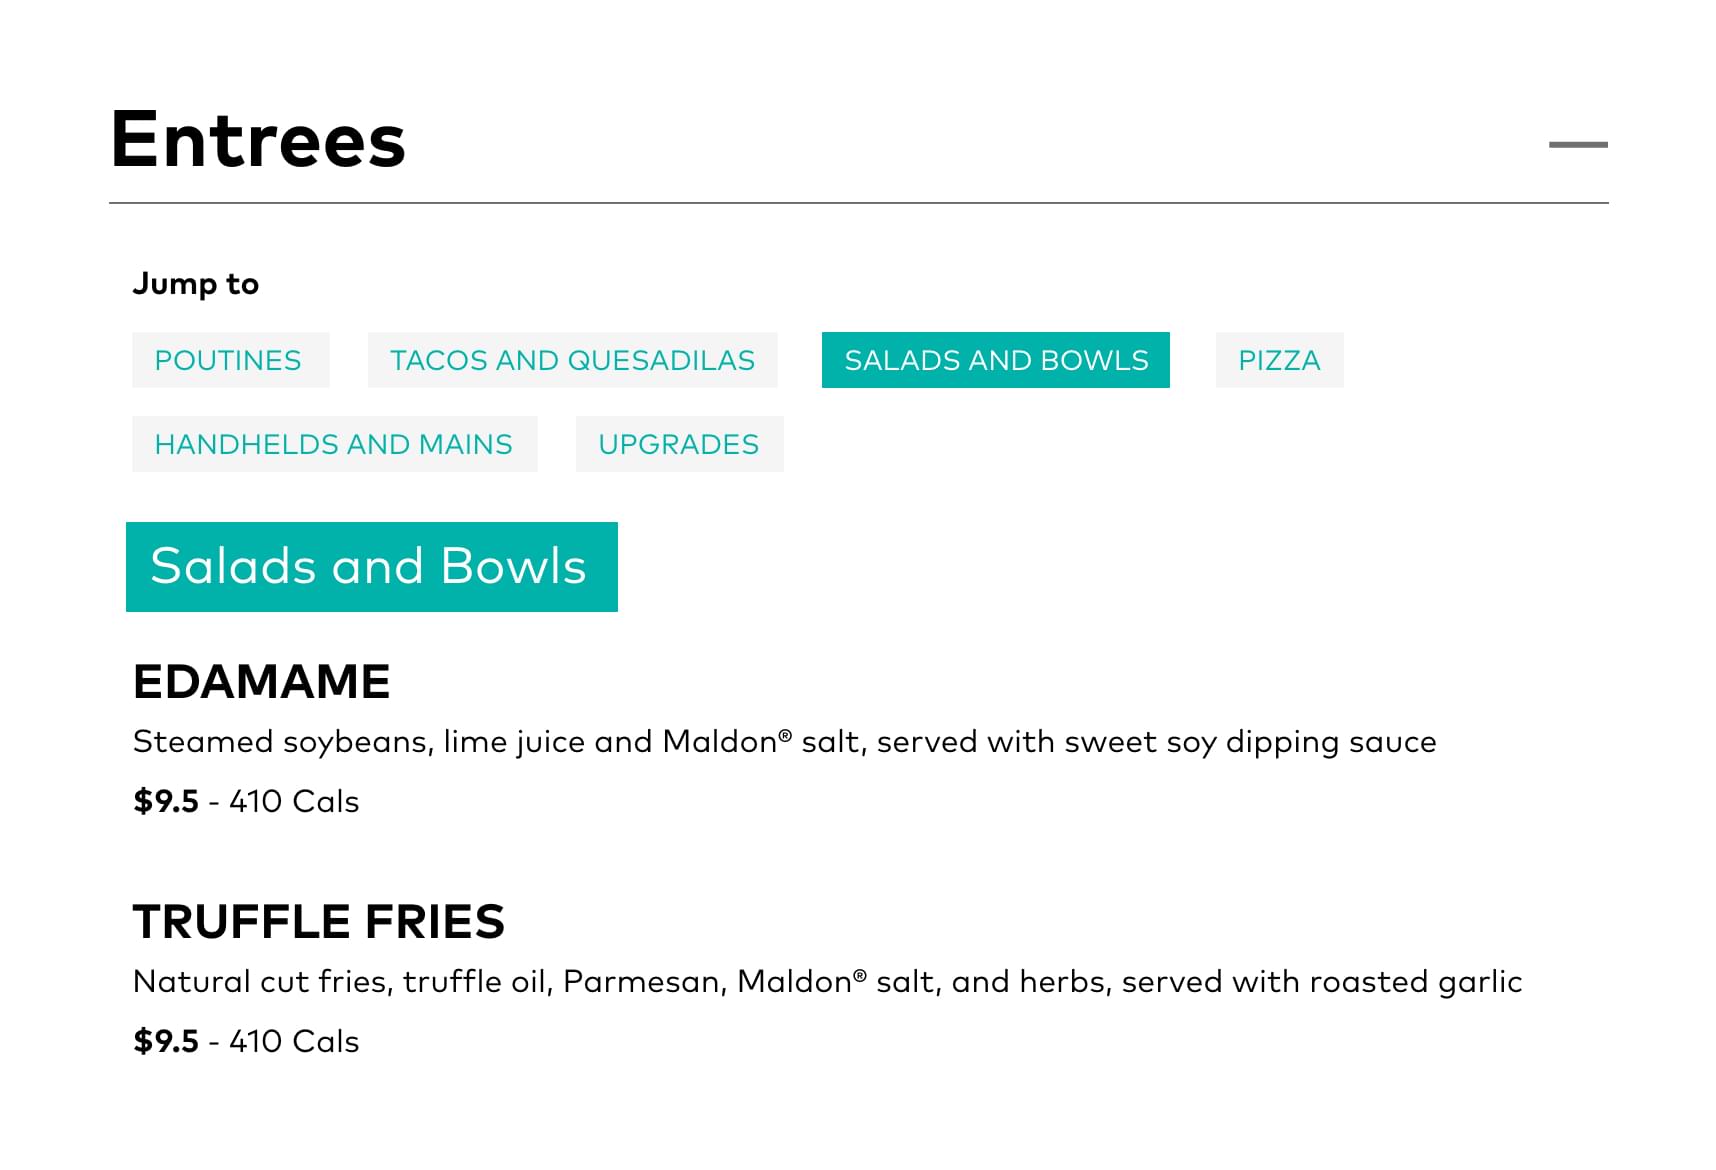 Entrees
Jump to
POUTINES TACOS AND QUESADILAS SALADS AND BOWLS PIZZA
HANDHELDS AND MAINS UPGRADES
Salads and Bowls
EDAMAME
Steamed soybeans, lime juice and Maldon® salt, served with sweet soy dipping sauce
$9.5 - 410 Cals
TRUFFLE FRIES
Natural cut fries, truffle oil, Parmesan, Maldon® salt, and herbs, served with roasted garlic
$9.5 - 410 Cals